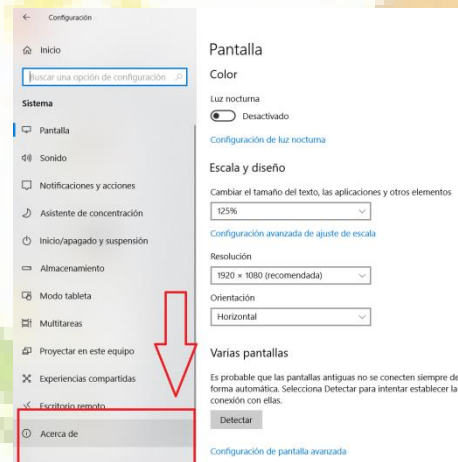 Configuración
Inicio
Buscar una opción de configuración
Sistema
Pantalla
Sonido
Notificaciones y acciones
Asistente de concentración
Inicio/apagado y suspensión
Almacenamiento
Modo tableta
Multitareas
Proyectar en este equipo
Experiencias compartidas
Escritorio remoto
Acerca de
Pantalla
Color
Luz nocturna
Desactivado
Configuración de luz nocturna
Escala y diseño
Cambiar el tamaño del texto, las aplicaciones y otros elementos
125%
Configuración avanzada de ajuste de escala
Resolución
1920 × 1080 (recomendada)
Orientación
Horizontal
Varias pantallas
Es probable que las pantallas antiguas no se conecten siempre de
forma automática. Selecciona Detectar para intentar establecer la
conexión con ellas.
Detectar
Configuración de pantalla avanzada